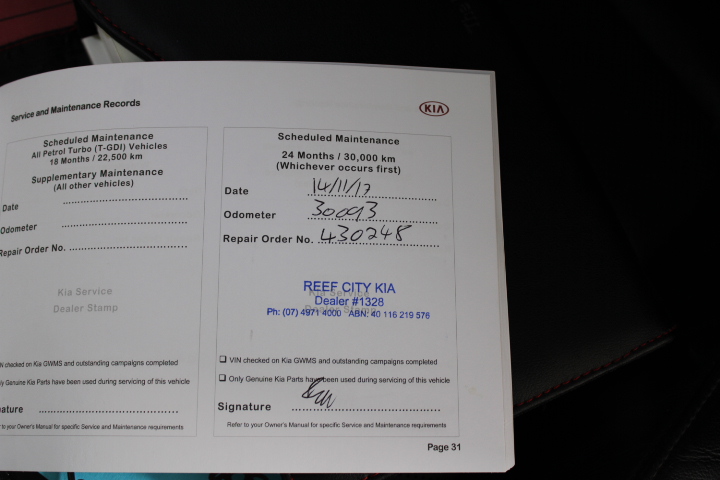 Service and Maintenance Records
KIA
Scheduled Maintenance
All Petrol Turbo (T-GDI) Vehicles
18 Months / 22,500 km
Supplementary Maintenance
(All other vehicles)
Date
Odometer
Repair Order No.
Kia Service
Dealer Stamp
VIN checked on Kia GWMS and outstanding campaigns completed
Genuine Kia Parts have been used during servicing of this vehicle
ature
to your Owner's Manual for specific Service and Maintenance requirements
Scheduled Maintenance
24 Months / 30,000 km
(Whichever occurs first)
Date 14/11/17
Odometer 30093
Repair Order No. 430248
Kia Service
Dealer Stamp
REEF CITY KIA
Dealer #1328
Ph: (07) 4971 4000 ABN: 40 116 219 576
VIN checked on Kia GWMS and outstanding campaigns completed
Only Genuine Kia Parts have been used during servicing of this vehicle
Signature
Refer to your Owner's Manual for specific Service and Maintenance requirements
Page 31